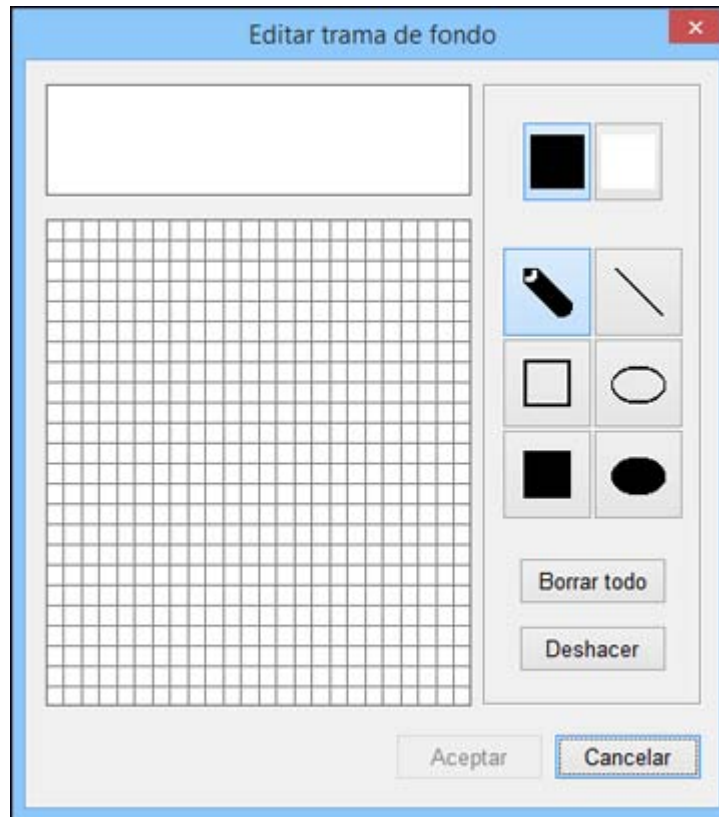 Editar trama de fondo
Borrar todo
Deshacer
Aceptar
Cancelar